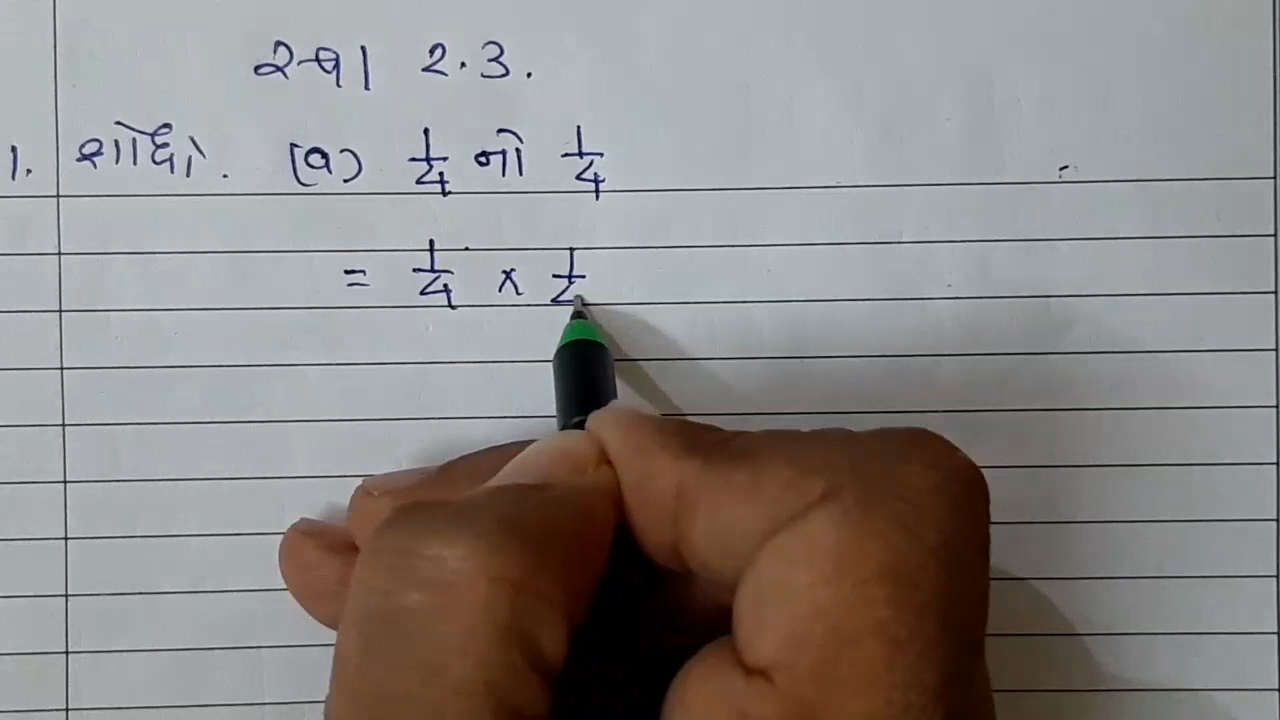 સ્વા 2.3.
1. શોધો. (a) 1/4 નો 1/4
= 1/4 x 1/4